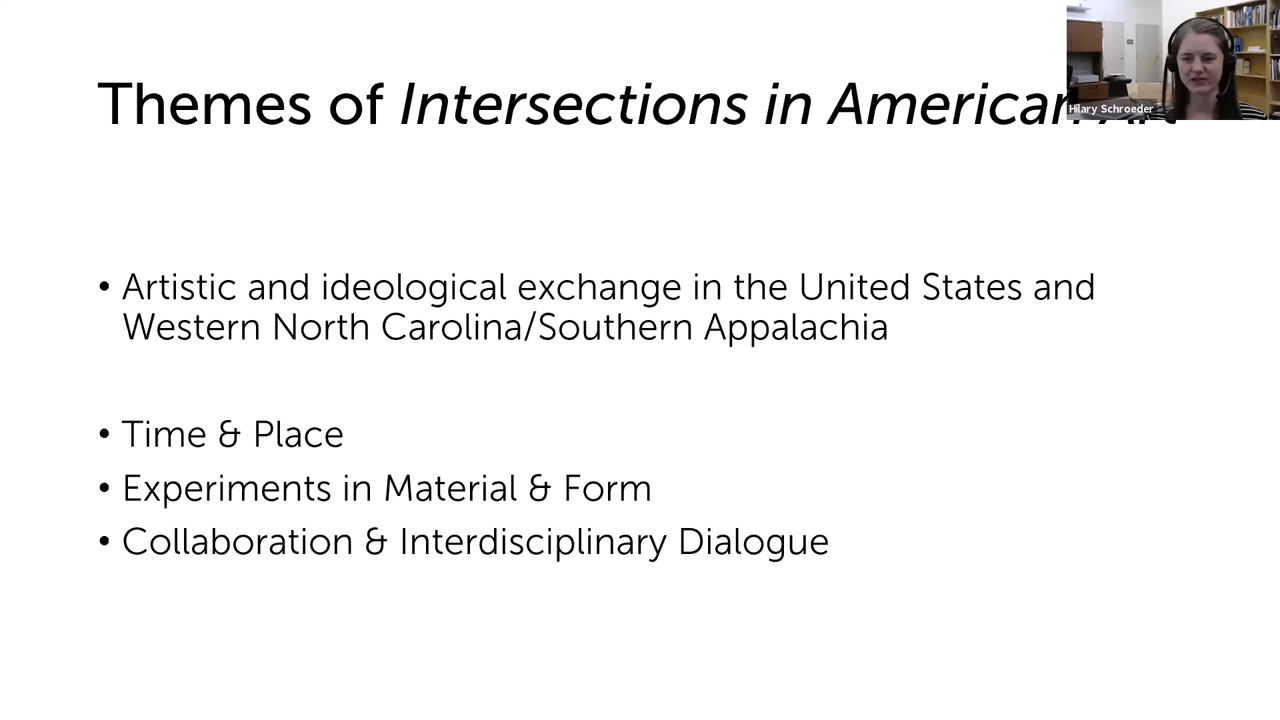 Themes of Intersections in American
Hilary Schroeder
• Artistic and ideological exchange in the United States and
Western North Carolina/Southern Appalachia
• Time & Place
• Experiments in Material & Form
• Collaboration & Interdisciplinary Dialogue